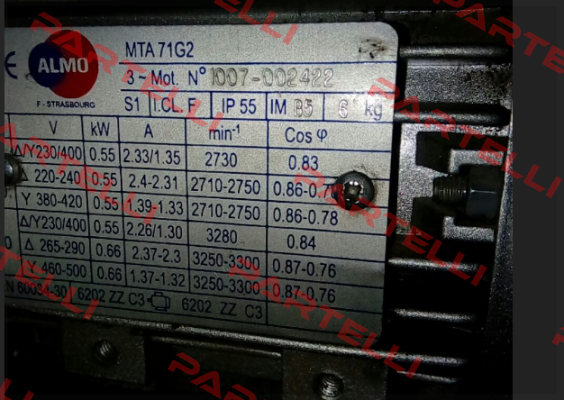 MTA 71G2
CE ALMO 3 ~ Mot. N° 1007-002422
F - STRASBOURG S1 I.CL. F IP 55 IM B5 6 kg
V kW A min⁻¹ Cos φ
Δ/Y230/400 0.55 2.33/1.35 2730 0.83
220-240 0.55 2.4-2.31 2710-2750 0.86-0.78
Y 380-420 0.55 1.39-1.33 2710-2750 0.86-0.78
Δ/Y230/400 0.55 2.26/1.30 3280 0.84
Δ 265-290 0.66 2.37-2.3 3250-3300 0.87-0.76
Y 460-500 0.66 1.37-1.32 3250-3300 0.87-0.76
EN 60034-30 6202 ZZ C3 6202 ZZ C3
PARTELLI
PARTELLI
PARTELLI
PARTELLI
PARTELLI